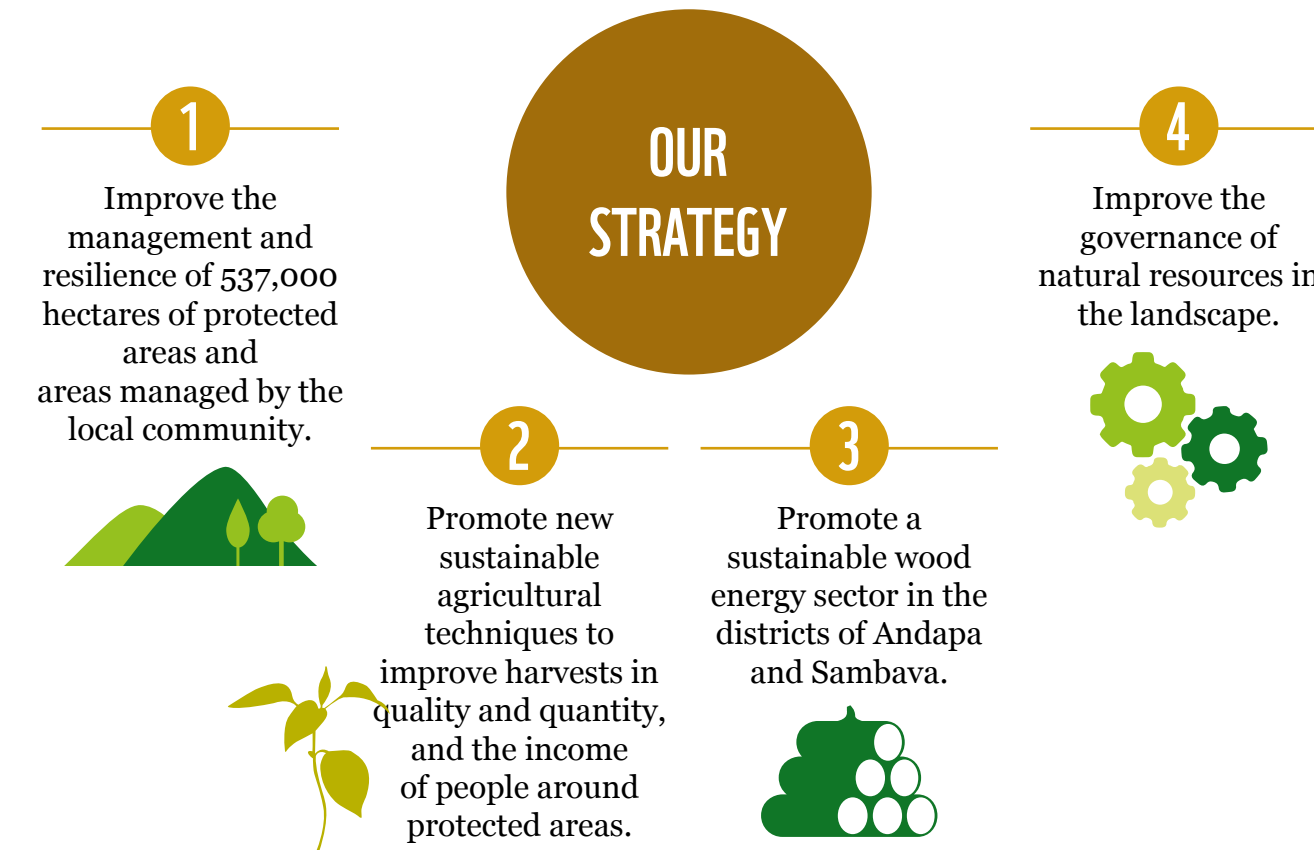 OUR
STRATEGY
1
Improve the
management and
resilience of 537,000
hectares of protected
areas and
areas managed by the
local community.
2
Promote new
sustainable
agricultural
techniques to
improve harvests in
quality and quantity,
and the income
of people around
protected areas.
3
Promote a
sustainable wood
energy sector in the
districts of Andapa
and Sambava.
4
Improve the
governance of
natural resources in
the landscape.